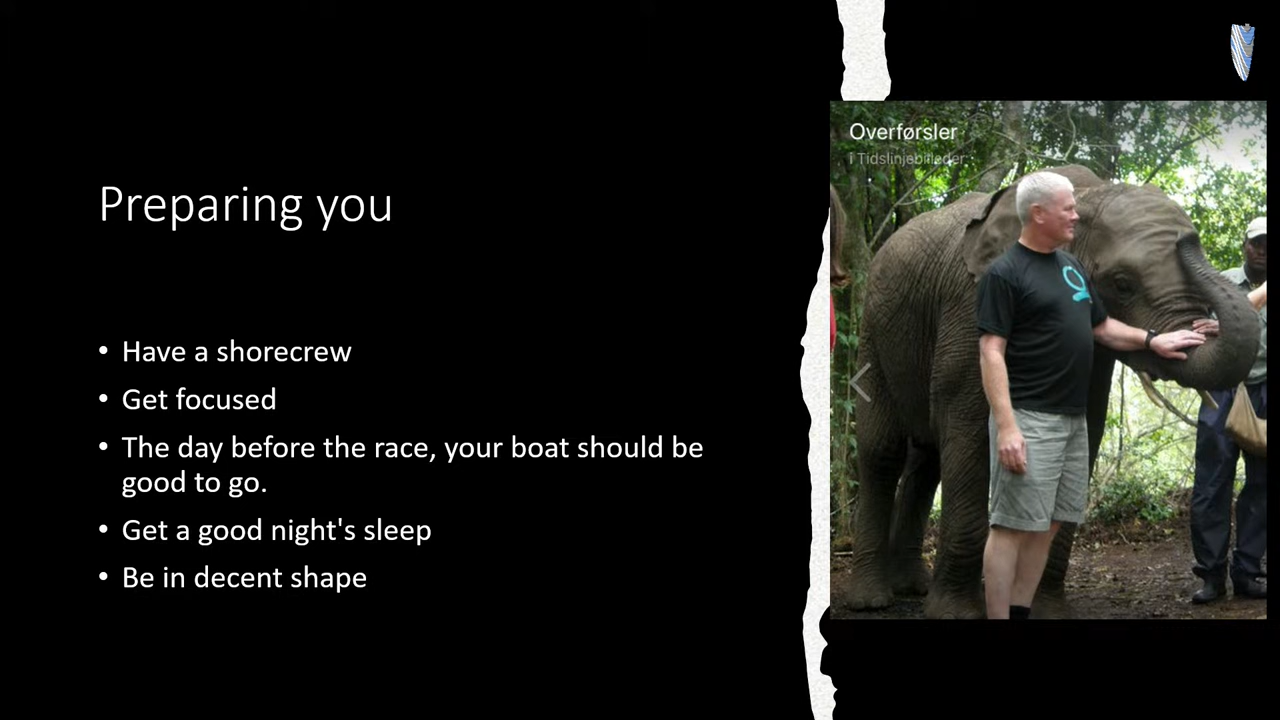 Preparing you
• Have a shorecrew
• Get focused
• The day before the race, your boat should be
good to go.
• Get a good night's sleep
• Be in decent shape
Overførsler
i Tidslinjebilleder